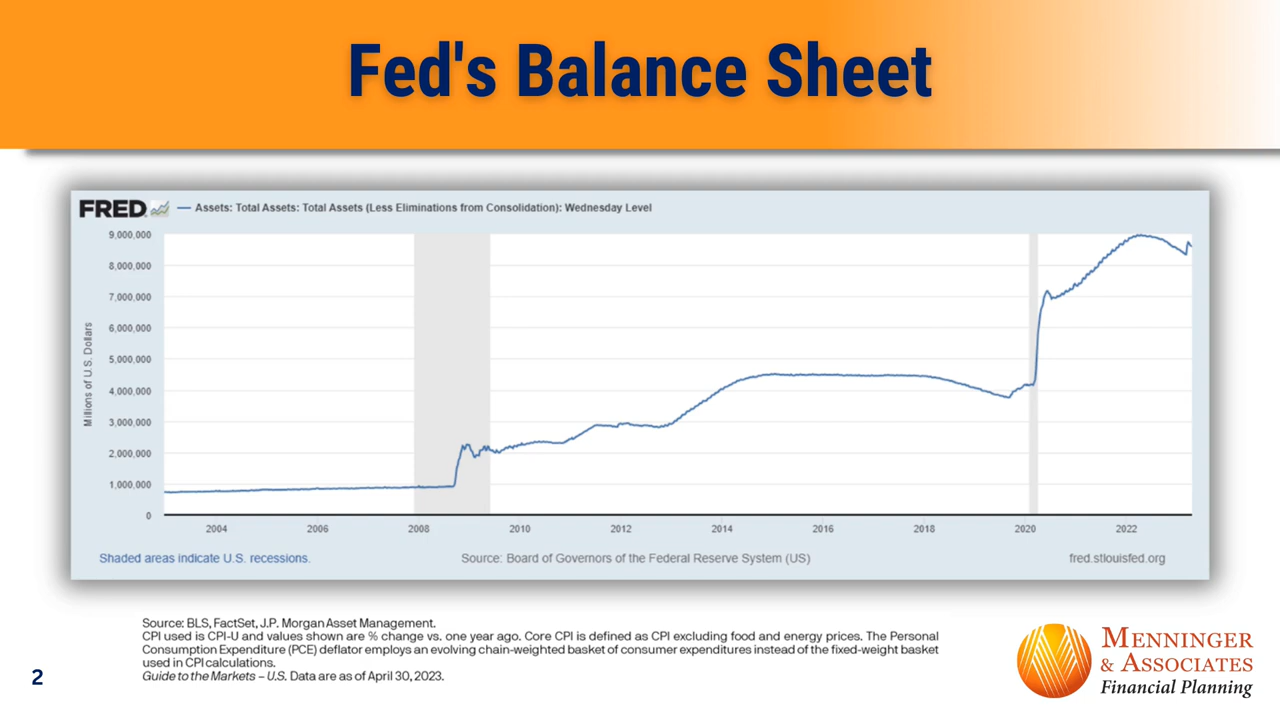 Fed's Balance Sheet
FRED — Assets: Total Assets: Total Assets (Less Eliminations from Consolidation): Wednesday Level
Millions of U.S. Dollars
9,000,000
8,000,000
7,000,000
6,000,000
5,000,000
4,000,000
3,000,000
2,000,000
1,000,000
0
2004 2006 2008 2010 2012 2014 2016 2018 2020 2022
Shaded areas indicate U.S. recessions. Source: Board of Governors of the Federal Reserve System (US) fred.stlouisfed.org
Source: BLS, FactSet, J.P. Morgan Asset Management.
CPI used is CPI-U and values shown are % change vs. one year ago. Core CPI is defined as CPI excluding food and energy prices. The Personal
Consumption Expenditure (PCE) deflator employs an evolving chain-weighted basket of consumer expenditures instead of the fixed-weight basket
used in CPI calculations.
Guide to the Markets – U.S. Data are as of April 30, 2023.
2
MENNINGER
& ASSOCIATES
Financial Planning